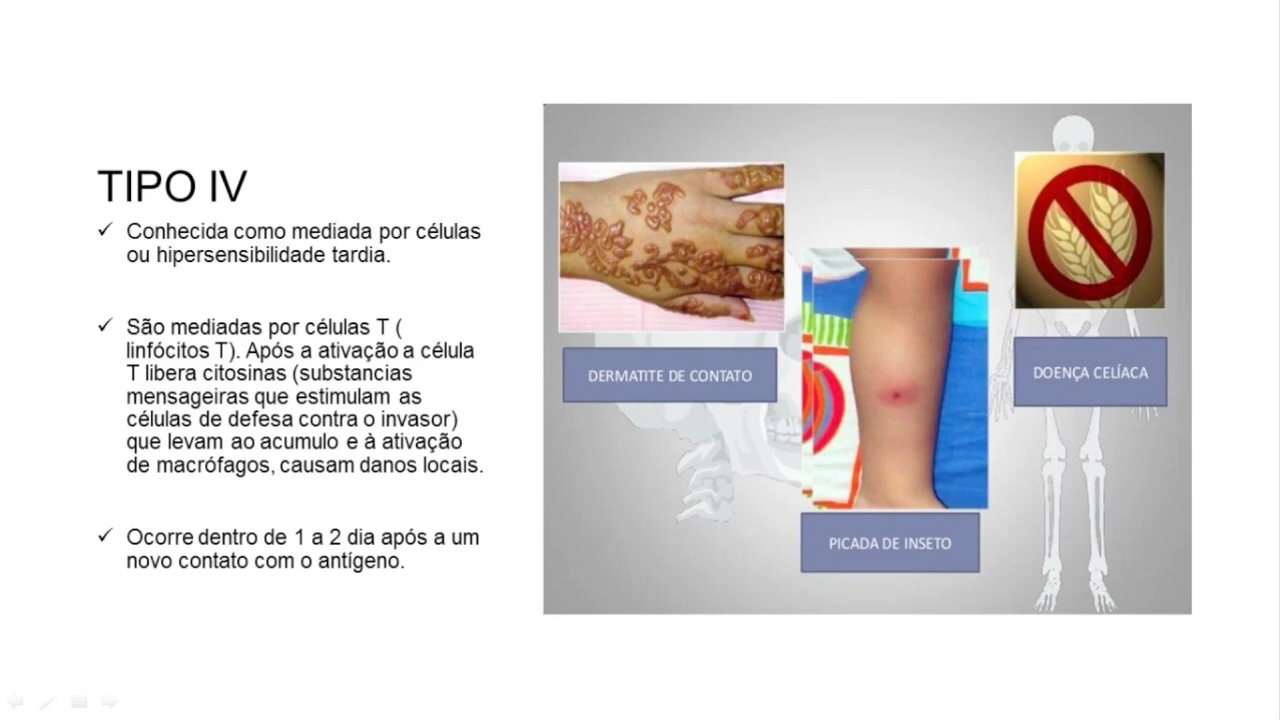 TIPO IV
✓ Conhecida como mediada por células
ou hipersensibilidade tardia.
✓ São mediadas por células T (
linfócitos T). Após a ativação a célula
T libera citosinas (substancias
mensageiras que estimulam as
células de defesa contra o invasor)
que levam ao acumulo e à ativação
de macrófagos, causam danos locais.
✓ Ocorre dentro de 1 a 2 dia após a um
novo contato com o antígeno.
DERMATITE DE CONTATO
PICADA DE INSETO
DOENÇA CELÍACA